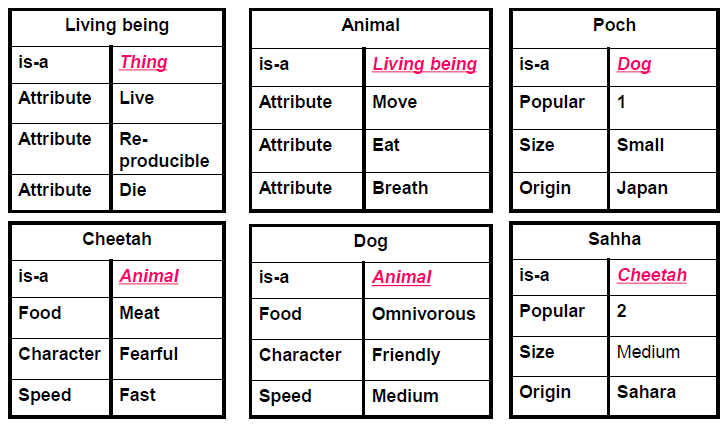 Living being
is-a Thing
Attribute Live
Attribute Re-
producible
Attribute Die
Animal
is-a Living being
Attribute Move
Attribute Eat
Attribute Breath
Poch
is-a Dog
Popular 1
Size Small
Origin Japan
Cheetah
is-a Animal
Food Meat
Character Fearful
Speed Fast
Dog
is-a Animal
Food Omnivorous
Character Friendly
Speed Medium
Sahha
is-a Cheetah
Popular 2
Size Medium
Origin Sahara